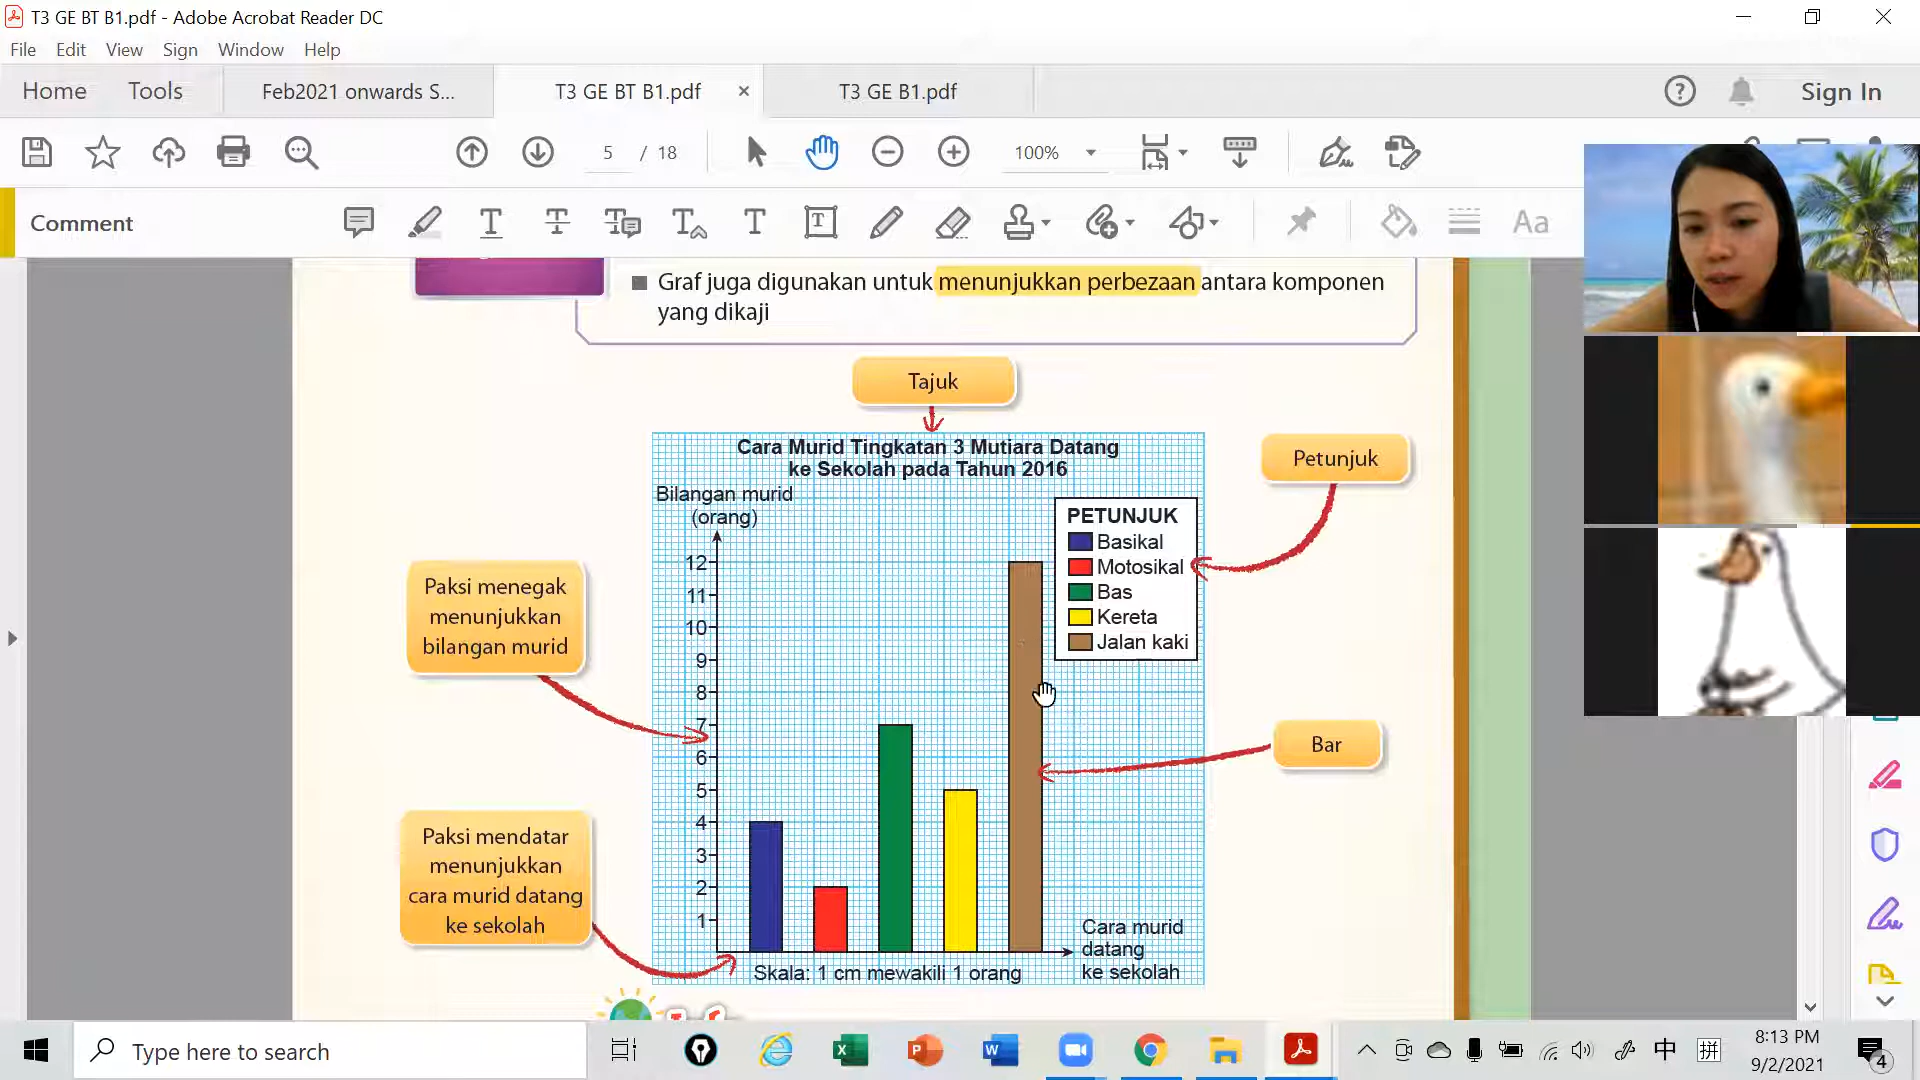 T3 GE BT B1.pdf - Adobe Acrobat Reader DC
File Edit View Sign Window Help
Home Tools Feb2021 onwards S... T3 GE BT B1.pdf × T3 GE B1.pdf ? Sign In
5 / 18 100%
Comment T T T T T T Aa
Graf juga digunakan untuk menunjukkan perbezaan antara komponen
yang dikaji
Tajuk
Cara Murid Tingkatan 3 Mutiara Datang
ke Sekolah pada Tahun 2016
Petunjuk
Bilangan murid
(orang)
PETUNJUK
Basikal
Motosikal
Bas
Kereta
Jalan kaki
12
11
10
9
8
7
6
5
4
3
2
1
Paksi menegak
menunjukkan
bilangan murid
Bar
Paksi mendatar
menunjukkan
cara murid datang
ke sekolah
Cara murid
datang
ke sekolah
Skala: 1 cm mewakili 1 orang
Type here to search
中 拼
8:13 PM
9/2/2021
4